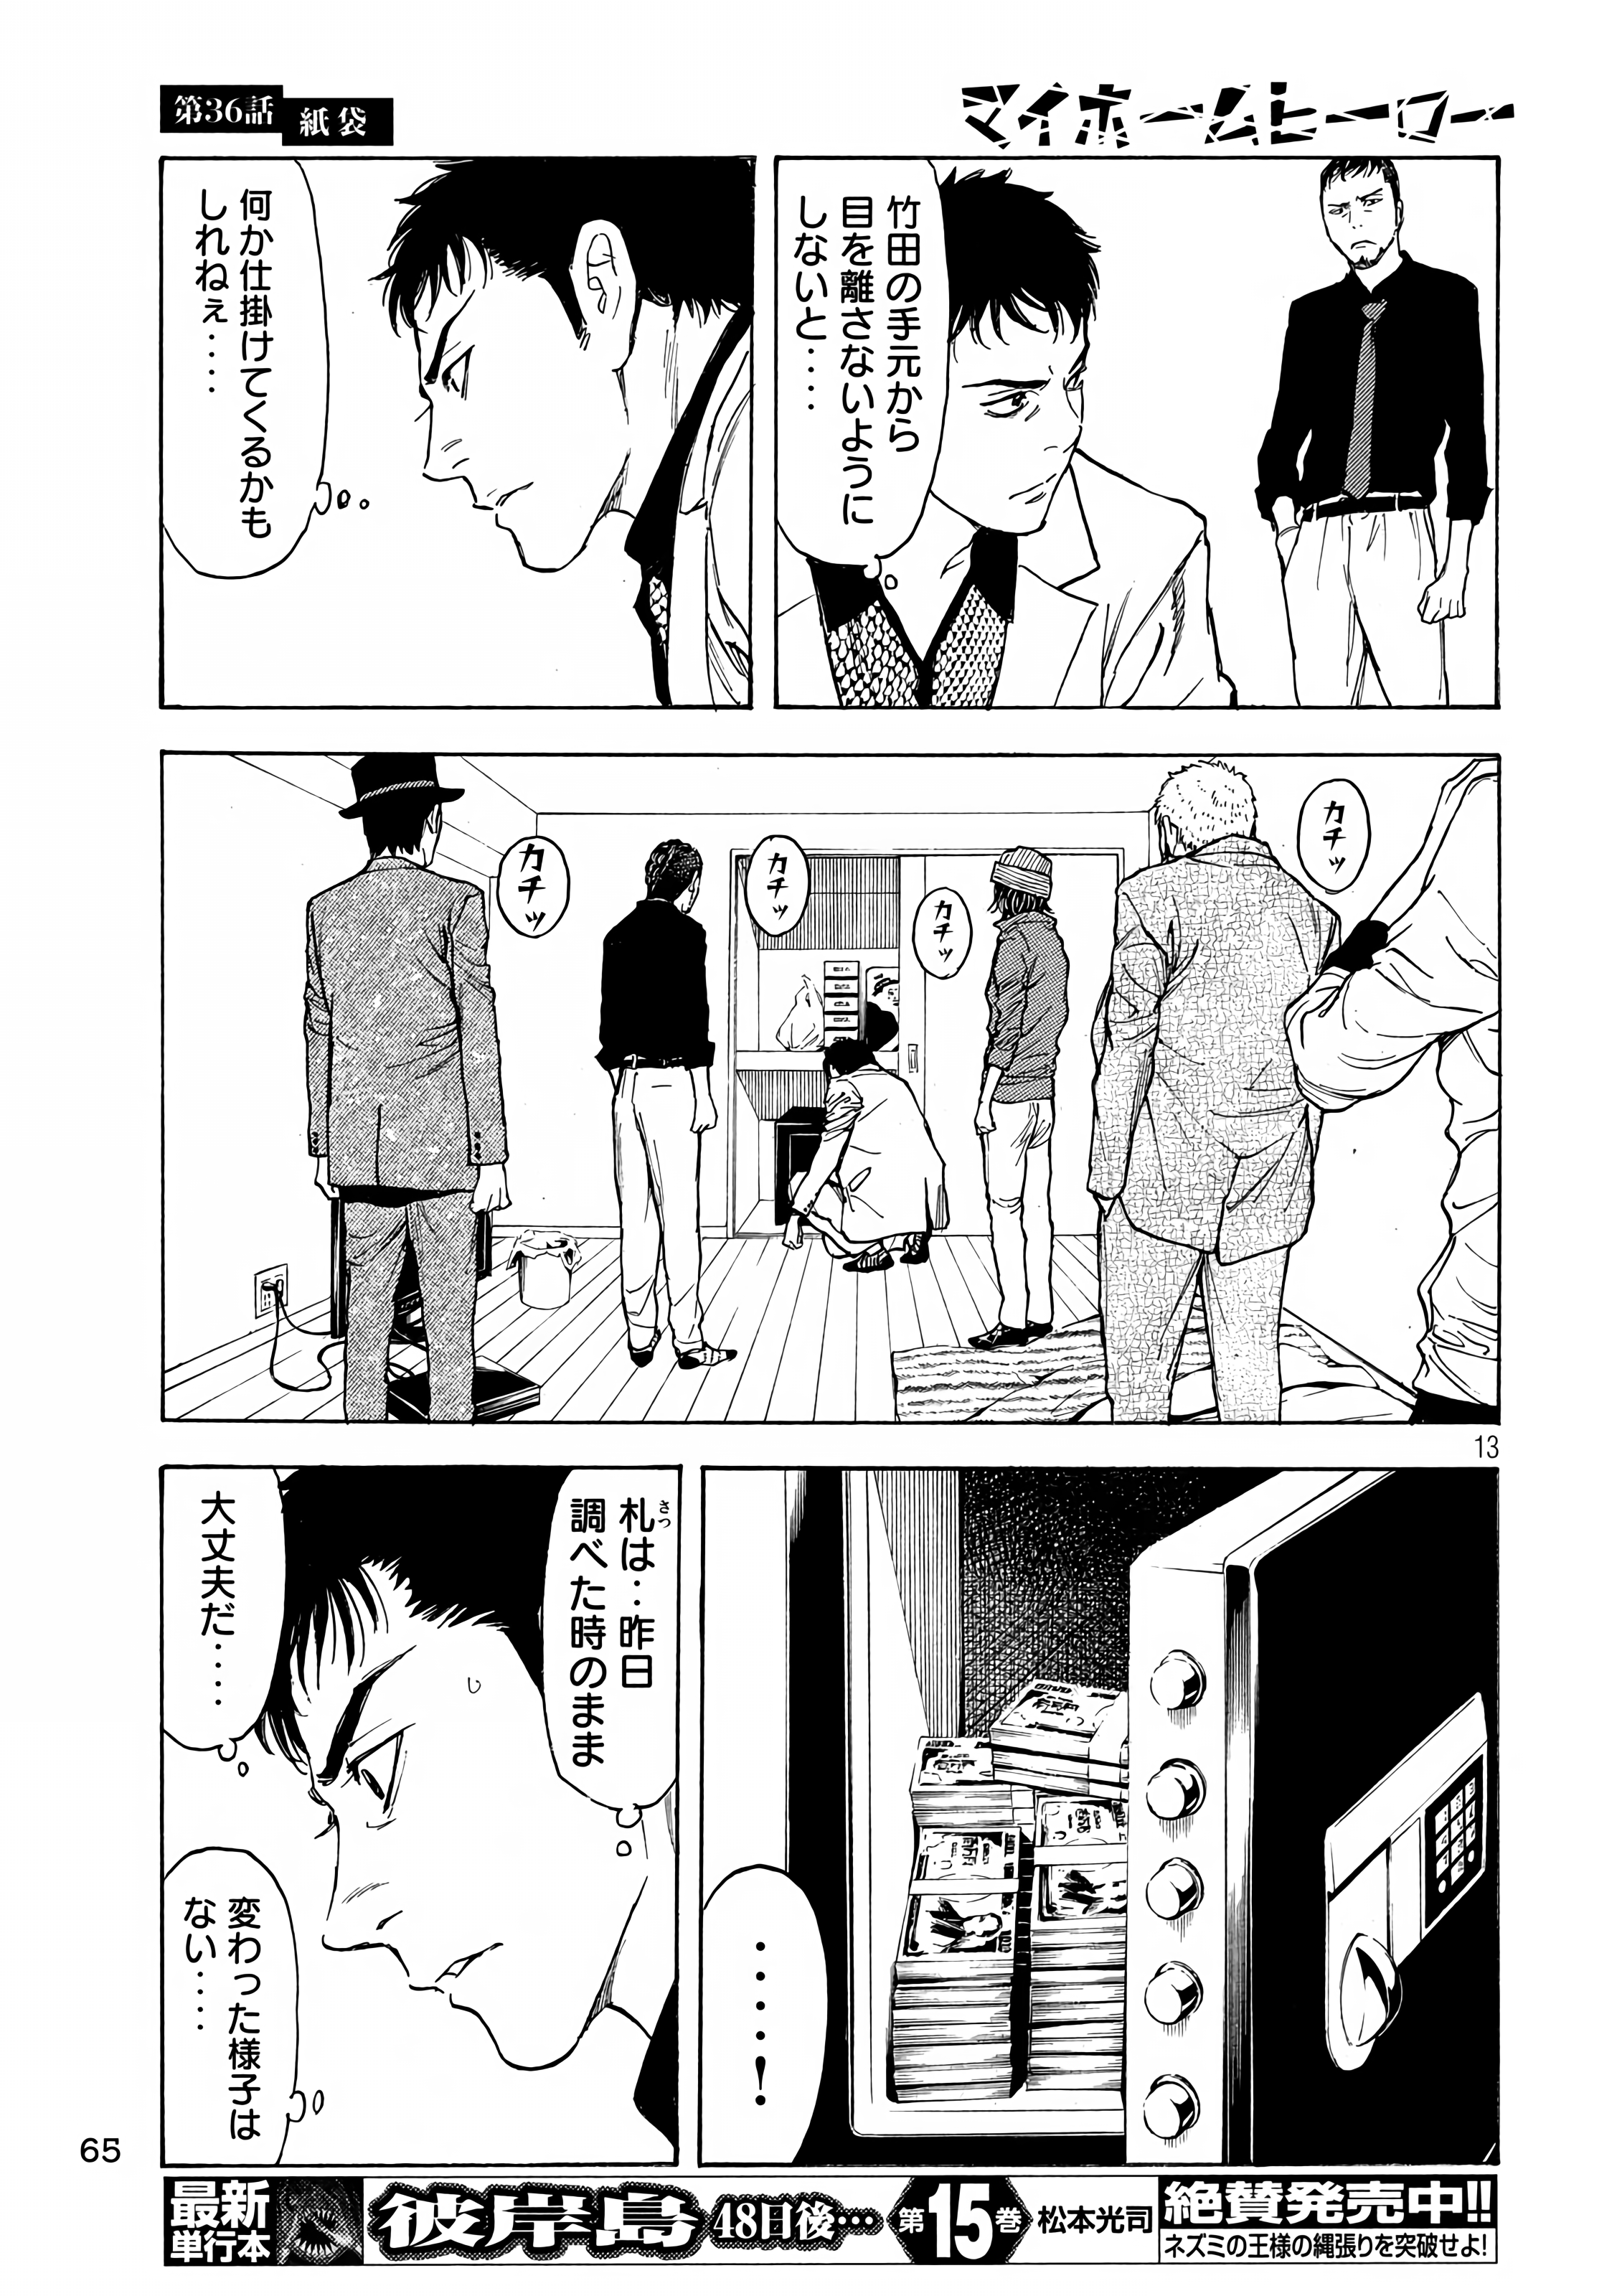 マイホームヒーロー
第36話
紙袋
竹田の手元から
目を離さないように
しないと‥‥
何か仕掛けてくるかも
しれねぇ‥‥
カチッ
カチッ
カチッ
カチッ
13
‥‥‥!
札は‥昨日
さつ
調べた時のまま
大丈夫だ‥‥
変わった様子は
ない‥‥
65
最新
単行本
彼岸島
48日後…
第15巻
松本光司
絶賛発売中!!
ネズミの王様の縄張りを突破せよ!